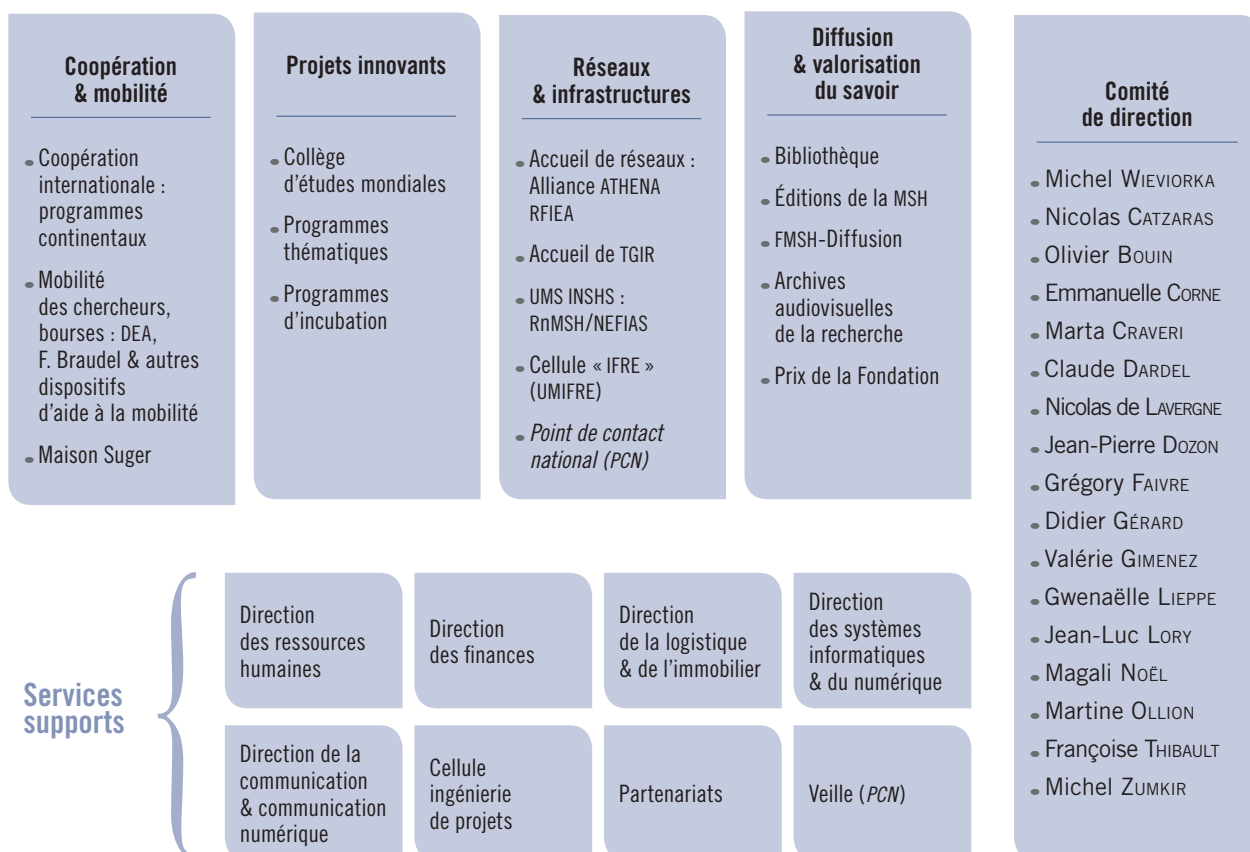 Coopération
& mobilité
Coopération
internationale :
programmes
continentaux
Mobilité
des chercheurs,
bourses : DEA,
F. Braudel & autres
dispositifs
d'aide à la mobilité
Maison Suger
Projets innovants
Collège
d'études mondiales
Programmes
thématiques
Programmes
d'incubation
Réseaux
& infrastructures
Accueil de réseaux :
Alliance ATHENA
RFIEA
Accueil de TGIR
UMS INSHS :
RnMSH/NEFIAS
Cellule « IFRE »
(UMIFRE)
Point de contact
national (PCN)
Diffusion
& valorisation
du savoir
Bibliothèque
Éditions de la MSH
FMSH-Diffusion
Archives
audiovisuelles
de la recherche
Prix de la Fondation
Comité
de direction
Michel WIEVIORKA
Nicolas CATZARAS
Olivier BOUIN
Emmanuelle CORNE
Marta CRAVERI
Claude DARDEL
Nicolas de LAVERGNE
Jean-Pierre DOZON
Grégory FAIVRE
Didier GÉRARD
Valérie GIMENEZ
Gwenaëlle LIEPPE
Jean-Luc LORY
Magali NOËL
Martine OLLION
Françoise THIBAULT
Michel ZUMKIR
Services
supports
Direction
des ressources
humaines
Direction
des finances
Direction
de la logistique
& de l'immobilier
Direction
des systèmes
informatiques
& du numérique
Direction de la
communication
& communication
numérique
Cellule
ingénierie
de projets
Partenariats
Veille (PCN)